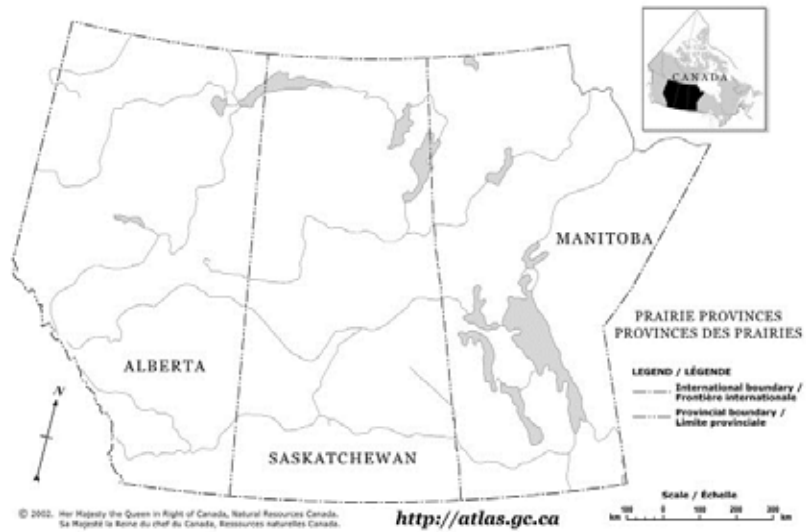 CANADA
MANITOBA
PRAIRIE PROVINCES
PROVINCES DES PRAIRIES
ALBERTA
LEGEND / LÉGENDE
International boundary /
Frontière internationale
Provincial boundary /
Limite provinciale
N
SASKATCHEWAN
Scale / Échelle
100 0 100 200 300
km km
© 2002. Her Majesty the Queen in Right of Canada, Natural Resources Canada.
Sa Majesté la Reine du chef du Canada, Ressources naturelles Canada.
http://atlas.gc.ca